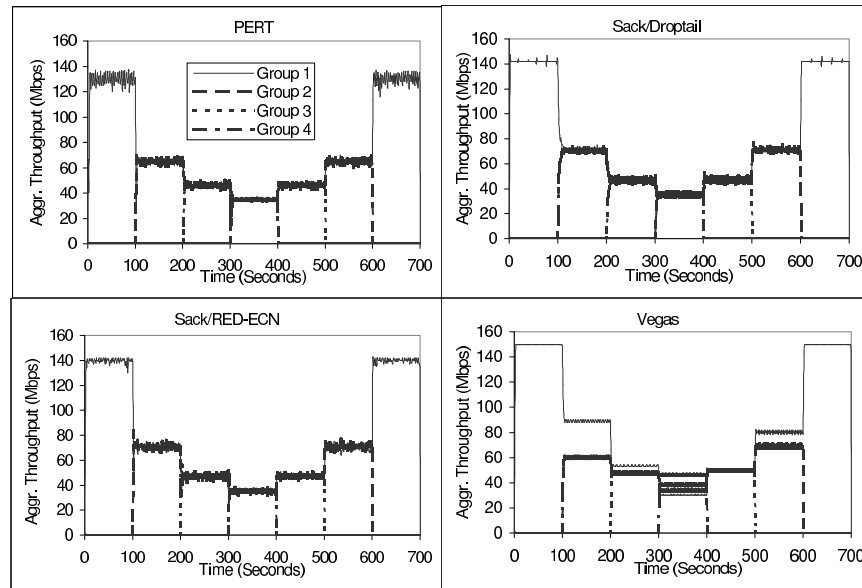 PERT
Aggr. Throughput (Mbps)
160
140
120
100
80
60
40
20
0
Group 1
Group 2
Group 3
Group 4
0 100 200 300 400 500 600 700
Time (Seconds)
Sack/Droptail
Aggr. Throughput (Mbps)
160
140
120
100
80
60
40
20
0
0 100 200 300 400 500 600 700
Time (Seconds)
Sack/RED-ECN
Aggr. Throughput (Mbps)
160
140
120
100
80
60
40
20
0
0 100 200 300 400 500 600 700
Time (Seconds)
Vegas
Aggr. Throughput (Mbps)
160
140
120
100
80
60
40
20
0
0 100 200 300 400 500 600 700
Time (Seconds)